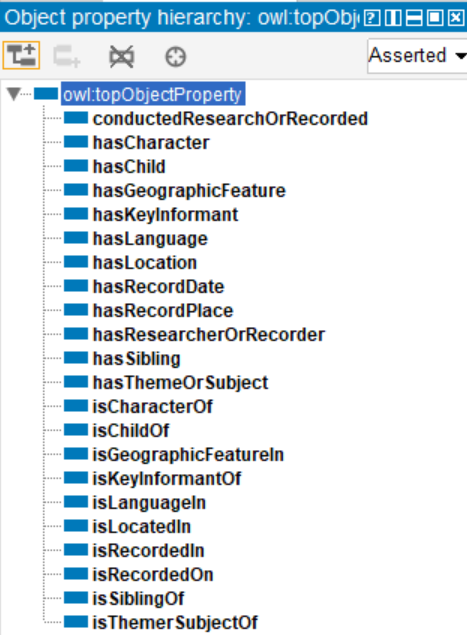 Object property hierarchy: owl:topObj
Asserted
owl:topObjectProperty
conductedResearchOrRecorded
hasCharacter
hasChild
hasGeographicFeature
hasKeyInformant
hasLanguage
hasLocation
hasRecordDate
hasRecordPlace
hasResearcherOrRecorder
hasSibling
hasThemeOrSubject
isCharacterOf
isChildOf
isGeographicFeatureIn
isKeyInformantOf
isLanguageIn
isLocatedIn
isRecordedIn
isRecordedOn
isSiblingOf
isThemerSubjectOf